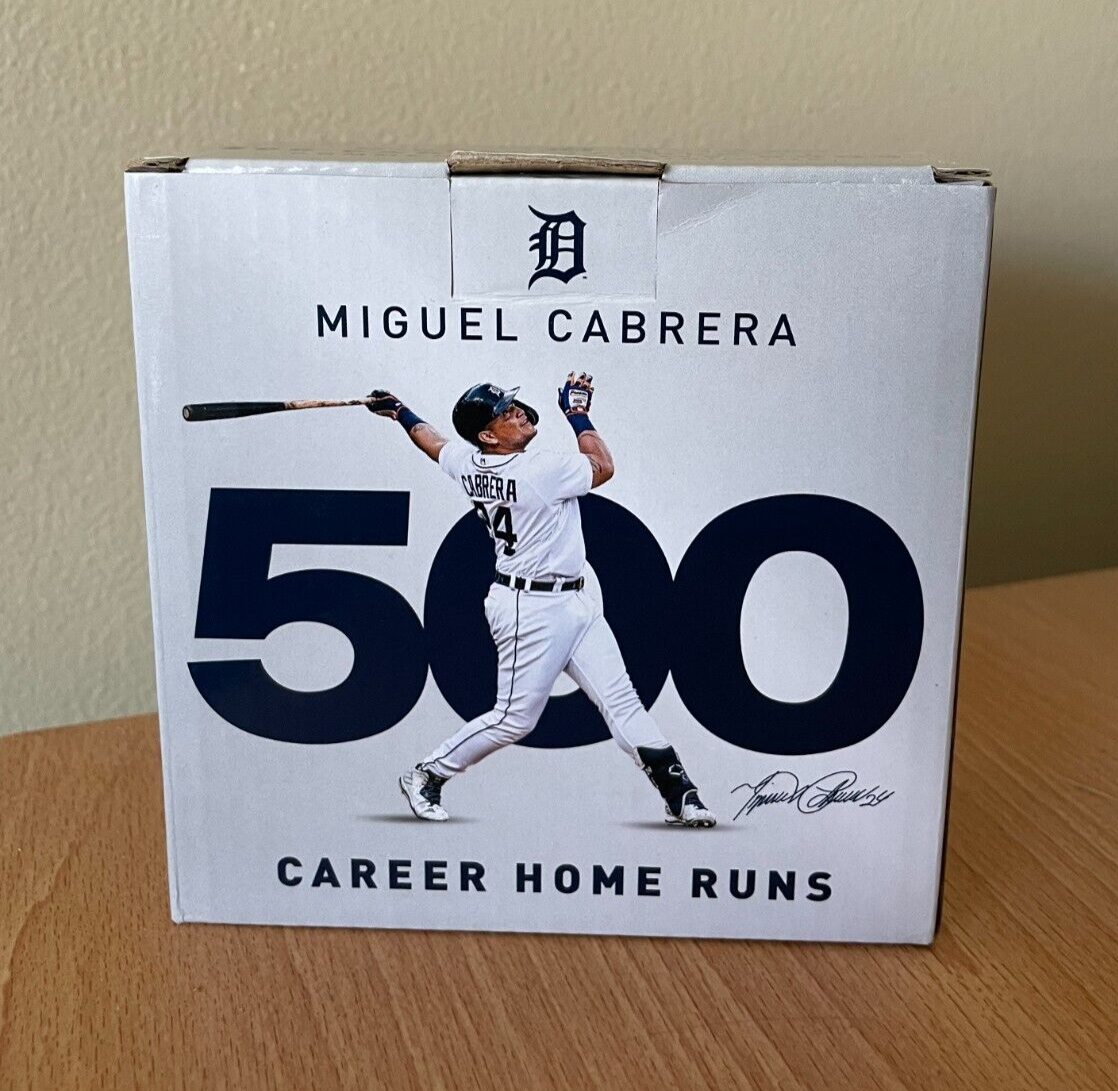 D
MIGUEL CABRERA
CABRERA
24
500
CAREER HOME RUNS